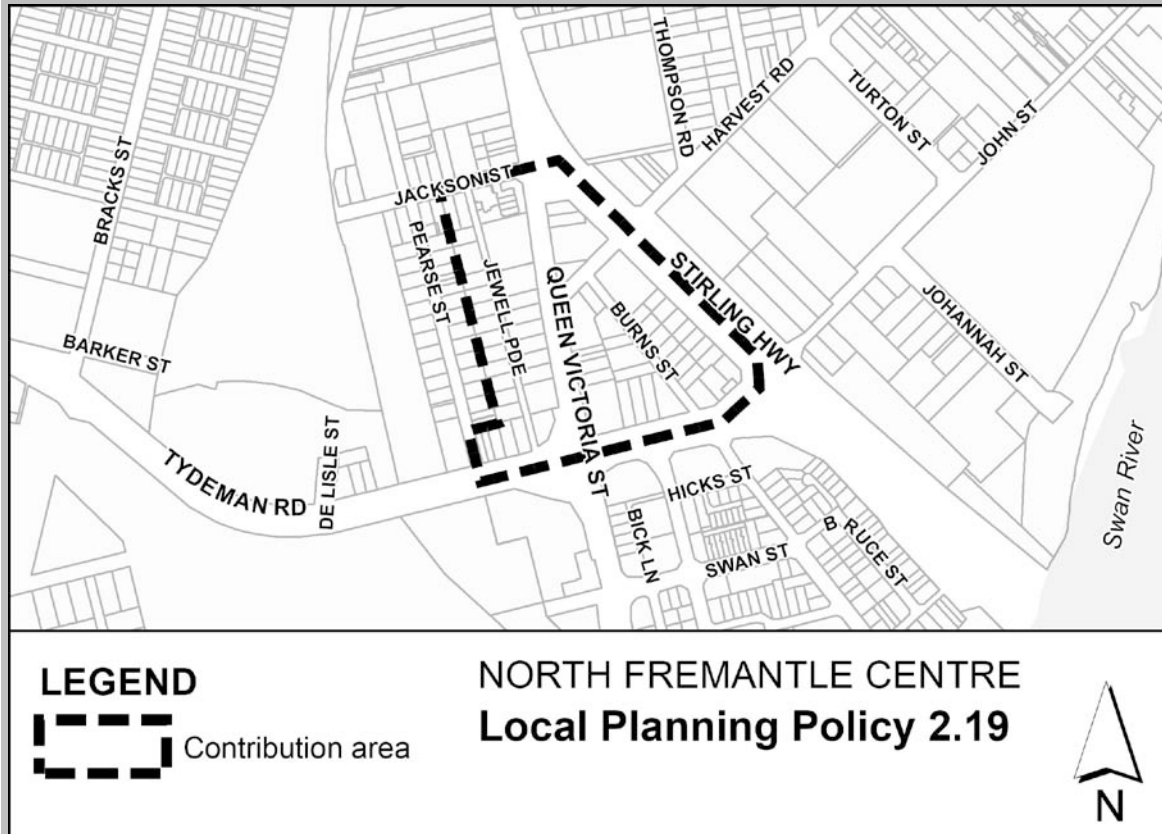 THOMPSON RD
HARVEST RD
TURTON ST
JOHN ST
BRACKS ST
JACKSON ST
PEARSE ST
JEWELL PDE
QUEEN VICTORIA ST
BURNS ST
STIRLING HWY
JOHANNAH ST
BARKER ST
TYDEMAN RD
DE LISLE ST
HICKS ST
BICK LN
SWAN ST
B RUCE ST
Swan River
LEGEND
Contribution area
NORTH FREMANTLE CENTRE
Local Planning Policy 2.19
N